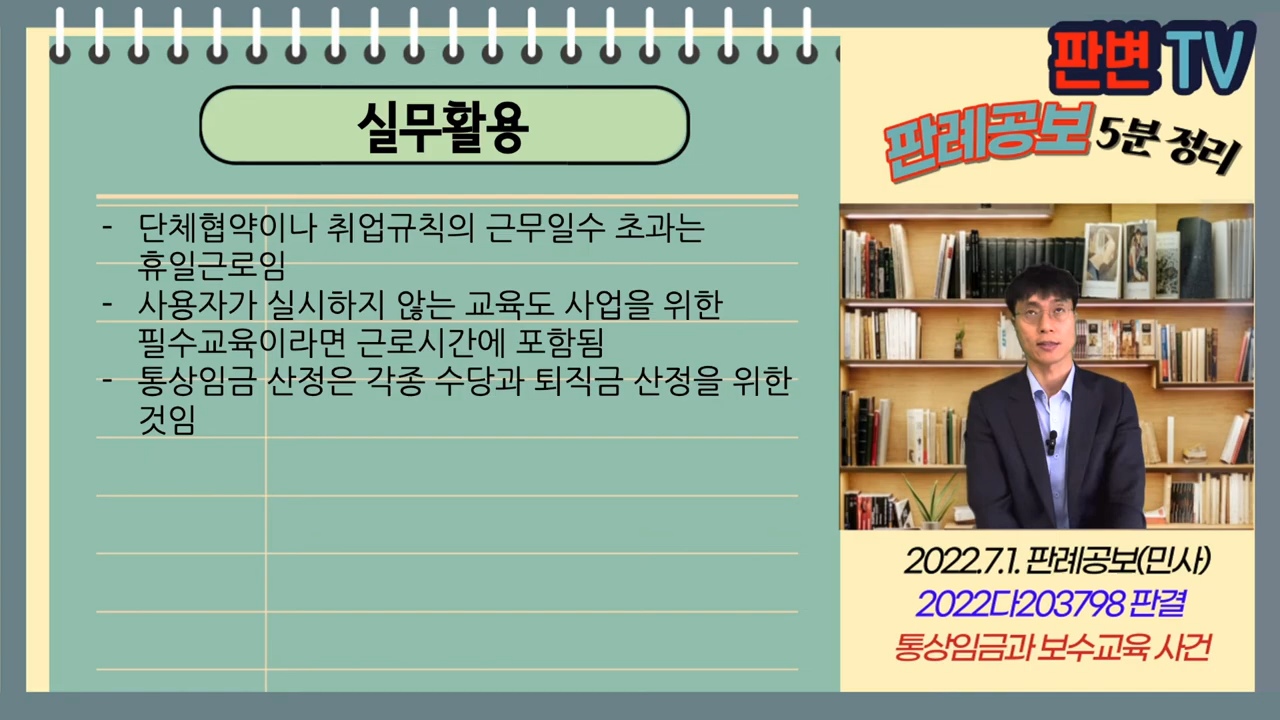 실무활용
- 단체협약이나 취업규칙의 근무일수 초과는
휴일근로임
- 사용자가 실시하지 않는 교육도 사업을 위한
필수교육이라면 근로시간에 포함됨
- 통상임금 산정은 각종 수당과 퇴직금 산정을 위한
것임
판변 TV
판례공보 5분 정리
2022.7.1. 판례공보(민사)
2022다203798 판결
통상임금과 보수교육 사건